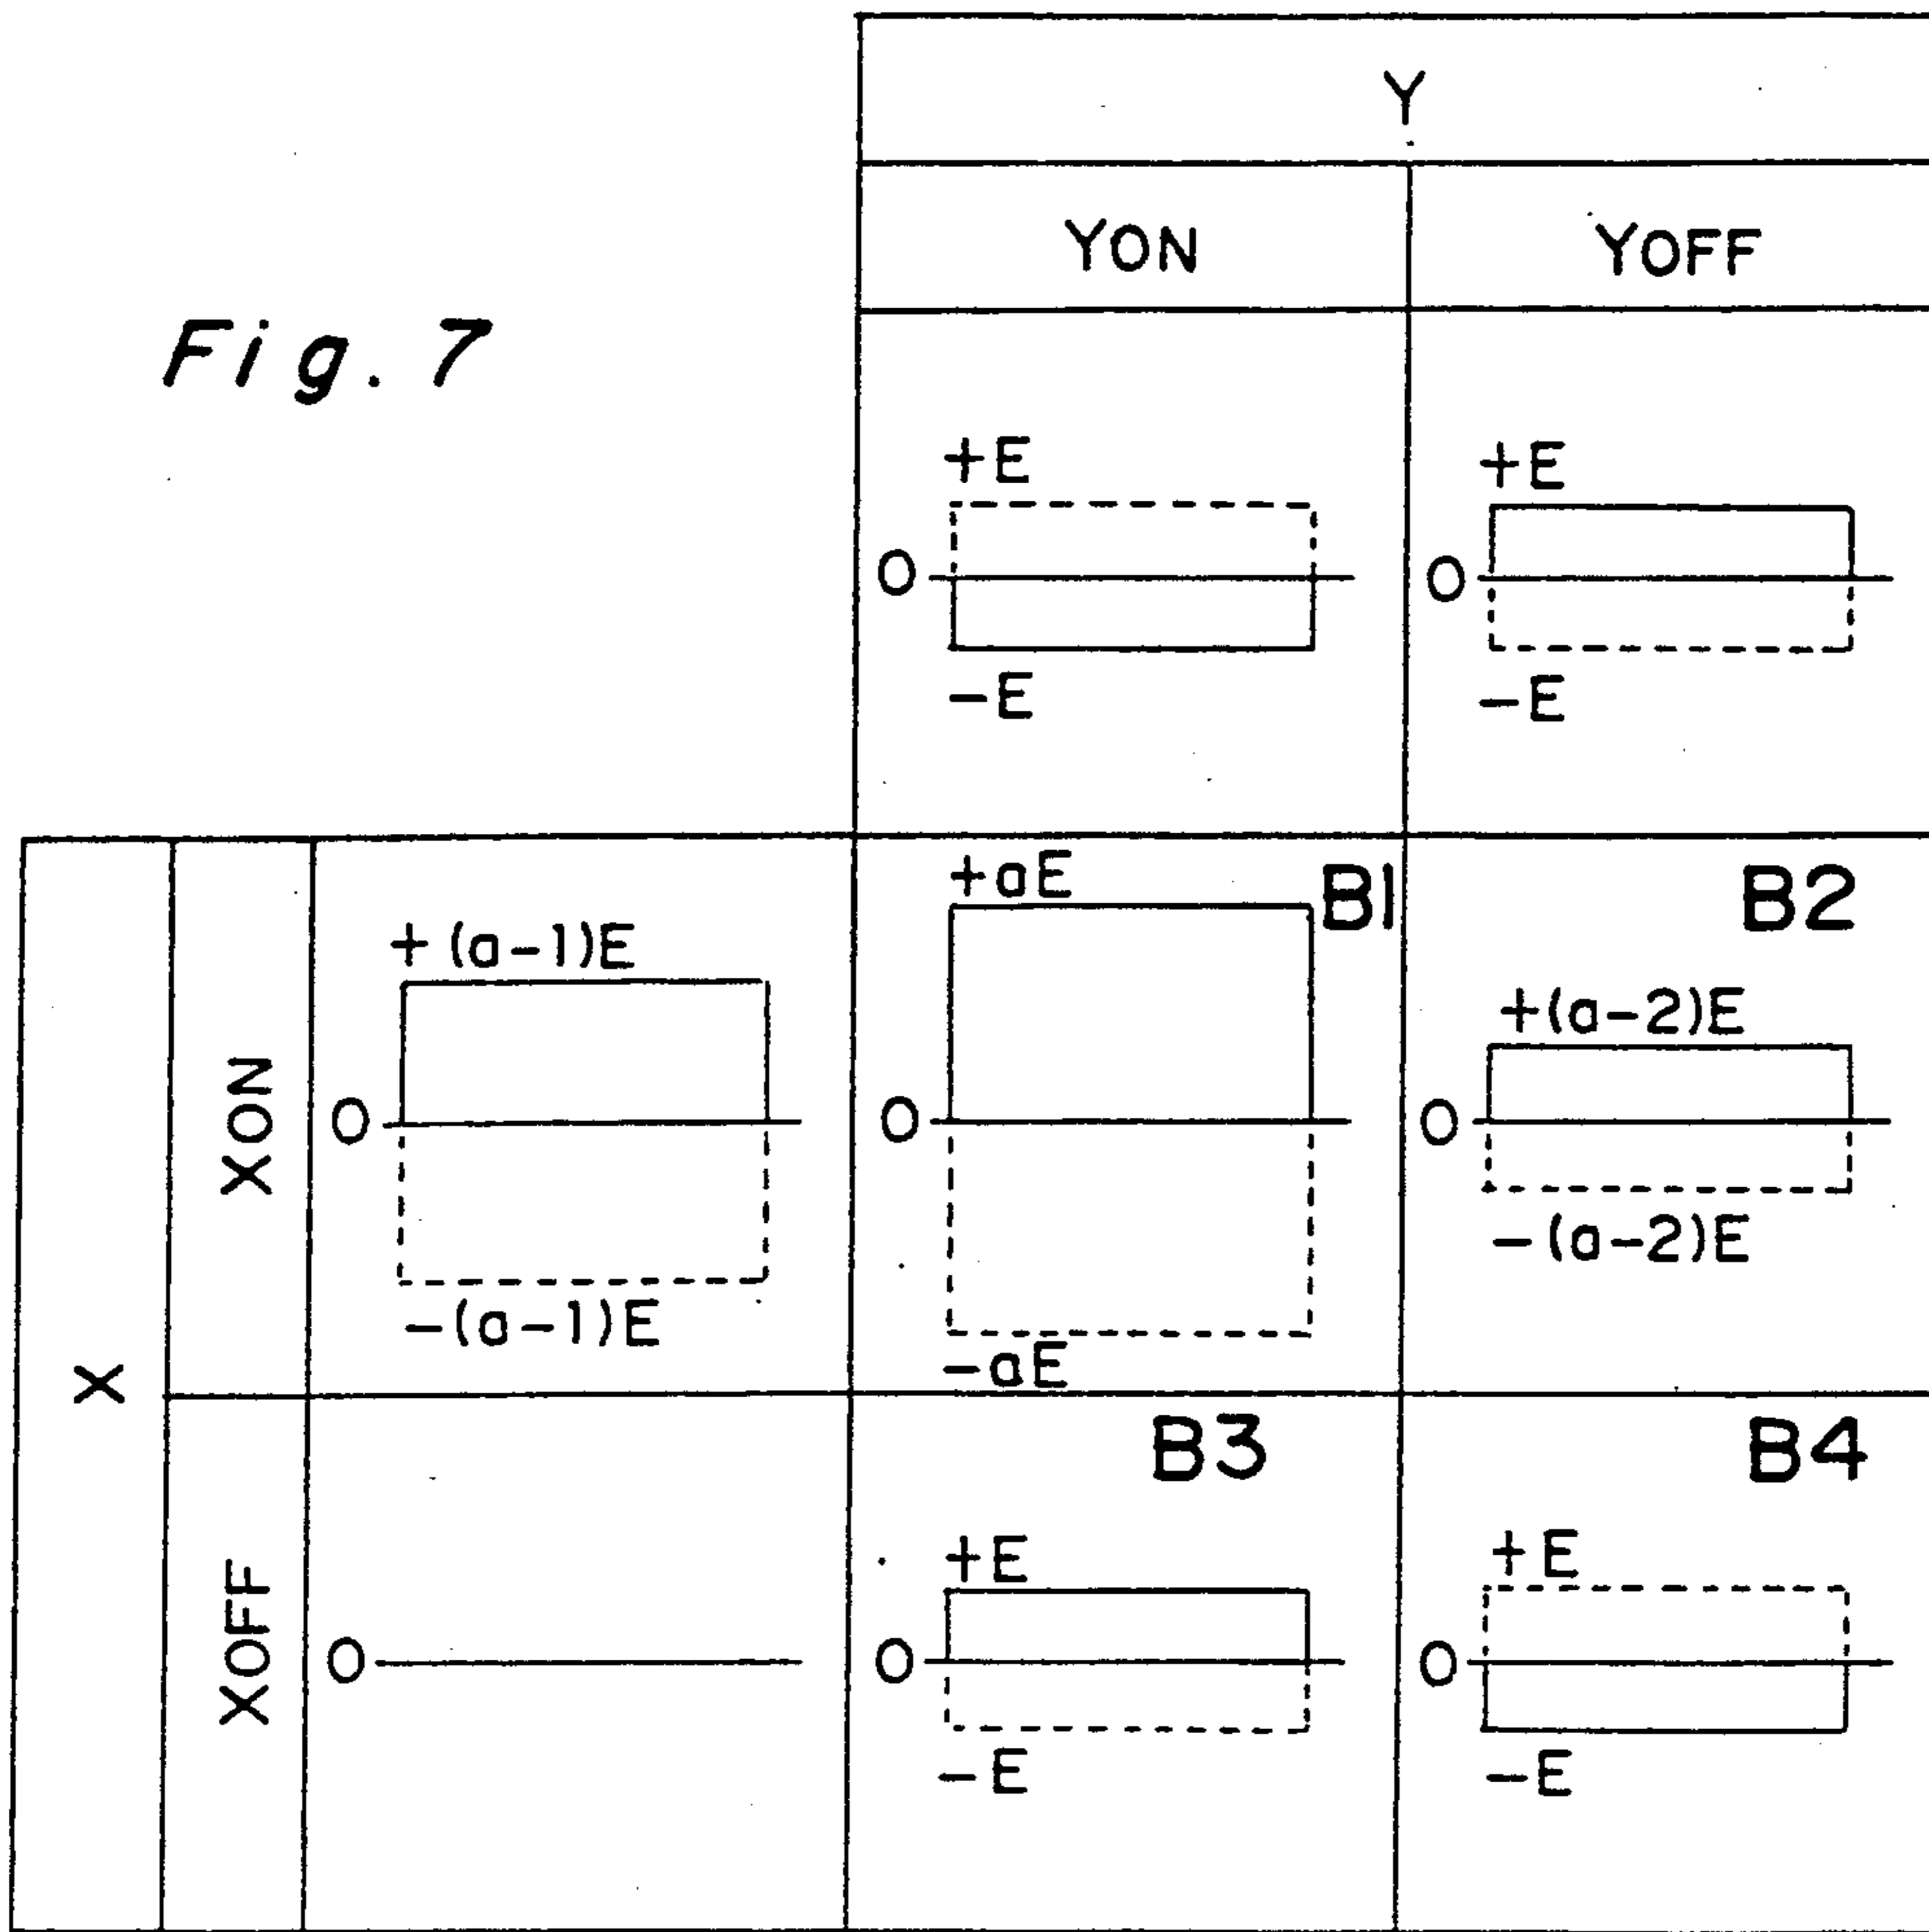 Y
YON YOFF
Fig. 7
+E +E
0 0
-E -E
+aE B1 B2
+(a-1)E
+(a-2)E
XON 0 0 0
-(a-2)E
-(a-1)E
-aE
X
B3 B4
+E +E
XOFF 0 0 0
-E -E